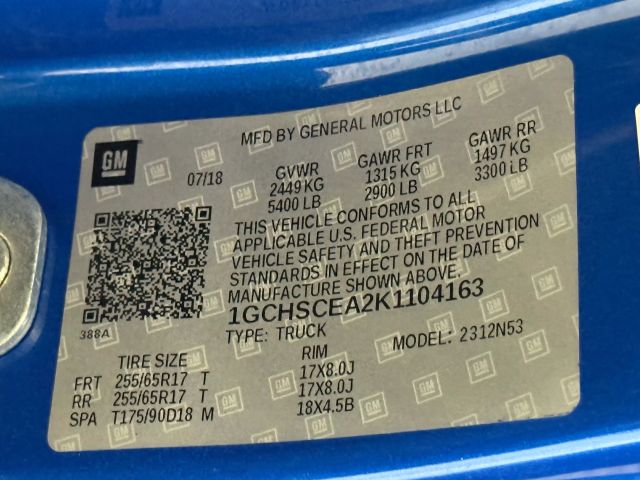 MFD BY GENERAL MOTORS LLC
GM
07/18
GVWR GAWR FRT GAWR RR
2449KG 1315 KG 1497 KG
5400 LB 2900 LB 3300 LB
THIS VEHICLE CONFORMS TO ALL
APPLICABLE U.S. FEDERAL MOTOR
VEHICLE SAFETY AND THEFT PREVENTION
STANDARDS IN EFFECT ON THE DATE OF
MANUFACTURE SHOWN ABOVE.
1GCHSCEA2K1104163
388A
TYPE: TRUCK MODEL: 2312N53
TIRE SIZE RIM
FRT 255/65R17 T 17X8.0J
RR 255/65R17 T 17X8.0J
SPA T175/90D18 M 18X4.5B